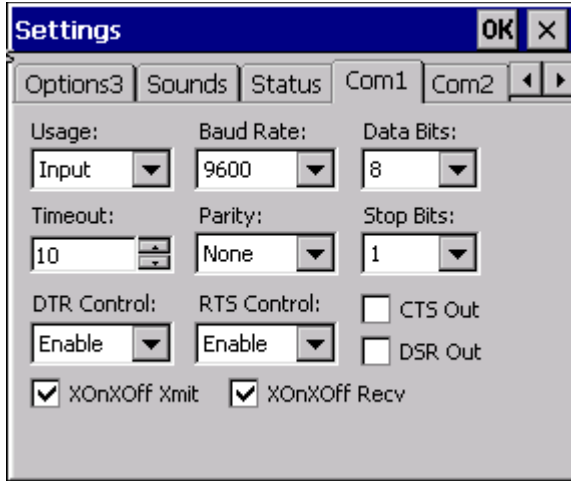 Settings OK
Options3 Sounds Status Com1 Com2
Usage: Baud Rate: Data Bits:
Input 9600 8
Timeout: Parity: Stop Bits:
10 None 1
DTR Control: RTS Control: CTS Out
Enable Enable DSR Out
XOnXOff Xmit XOnXOff Recv